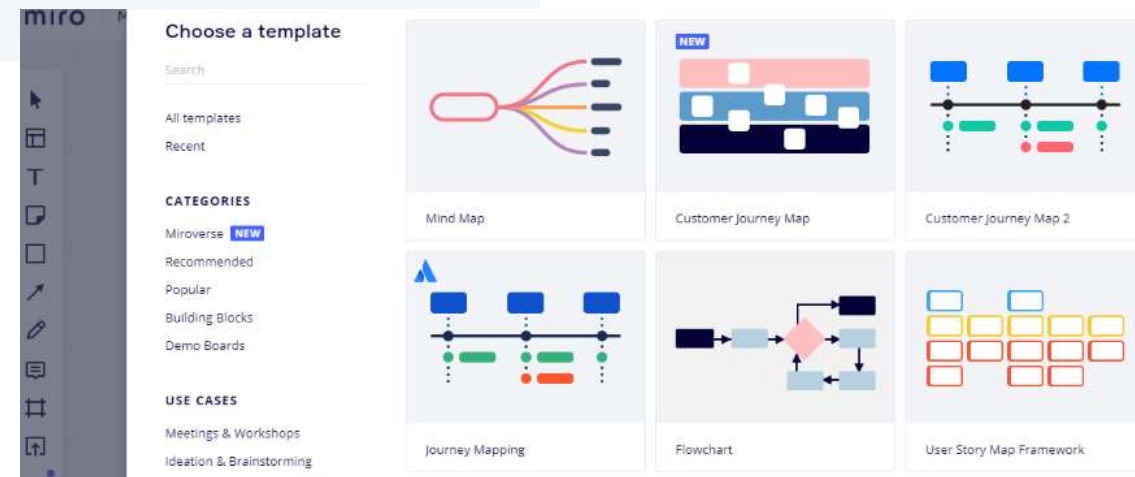 miro
Choose a template
Search
All templates
Recent
CATEGORIES
Miroverse NEW
Recommended
Popular
Building Blocks
Demo Boards
USE CASES
Meetings & Workshops
Ideation & Brainstorming
Mind Map
NEW
Customer Journey Map
Customer Journey Map 2
Journey Mapping
Flowchart
User Story Map Framework